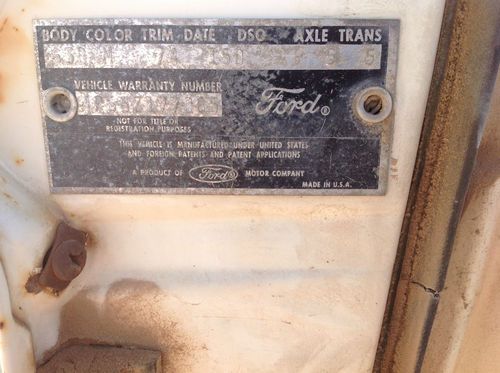 BODY COLOR TRIM DATE DSO AXLE TRANS
5
VEHICLE WARRANTY NUMBER
Ford®
NOT FOR TITLE OR
REGISTRATION PURPOSES
THIS VEHICLE IS MANUFACTURED UNDER UNITED STATES
AND FOREIGN PATENTS AND PATENT APPLICATIONS
A PRODUCT OF Ford® MOTOR COMPANY
MADE IN U.S.A.